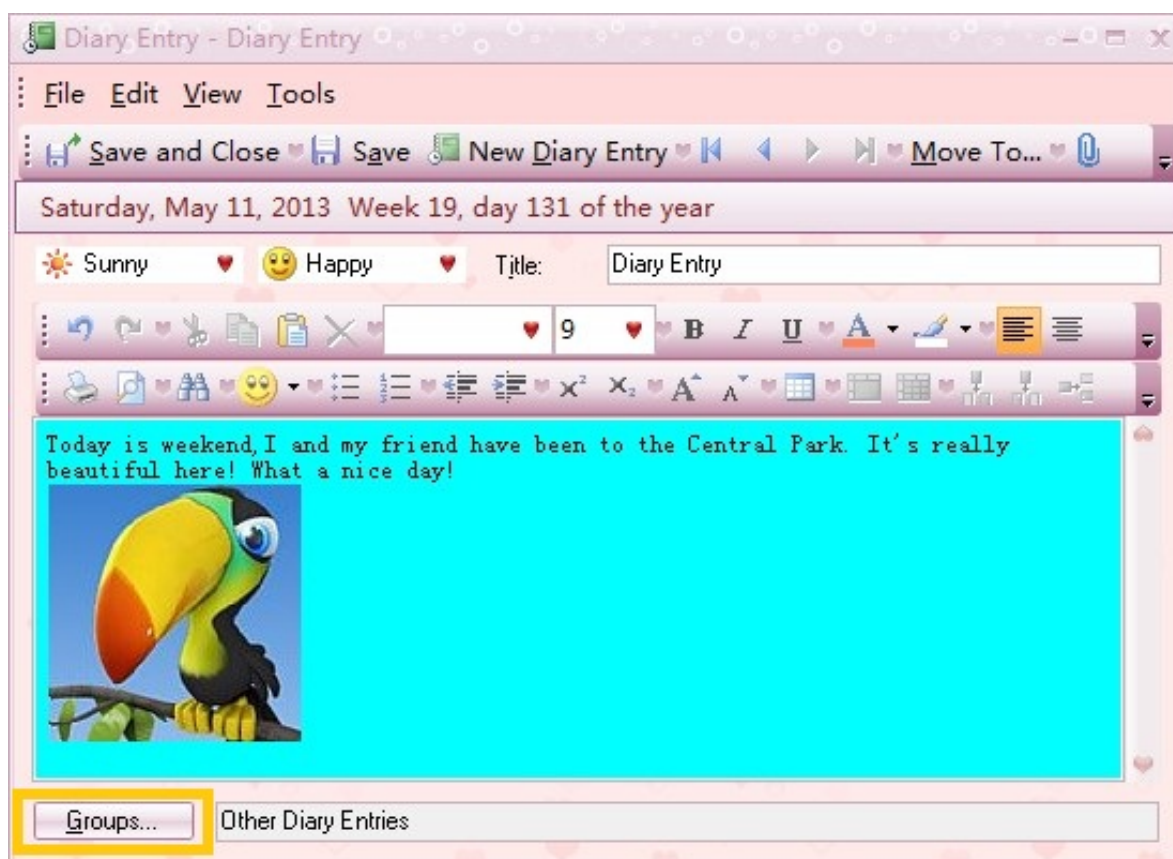 Diary Entry - Diary Entry
File Edit View Tools
Save and Close Save New Diary Entry Move To...
Saturday, May 11, 2013 Week 19, day 131 of the year
Sunny Happy Title: Diary Entry
9 B I U A
x² x₂ A A
Today is weekend,I and my friend have been to the Central Park. It's really
beautiful here! What a nice day!
Groups... Other Diary Entries